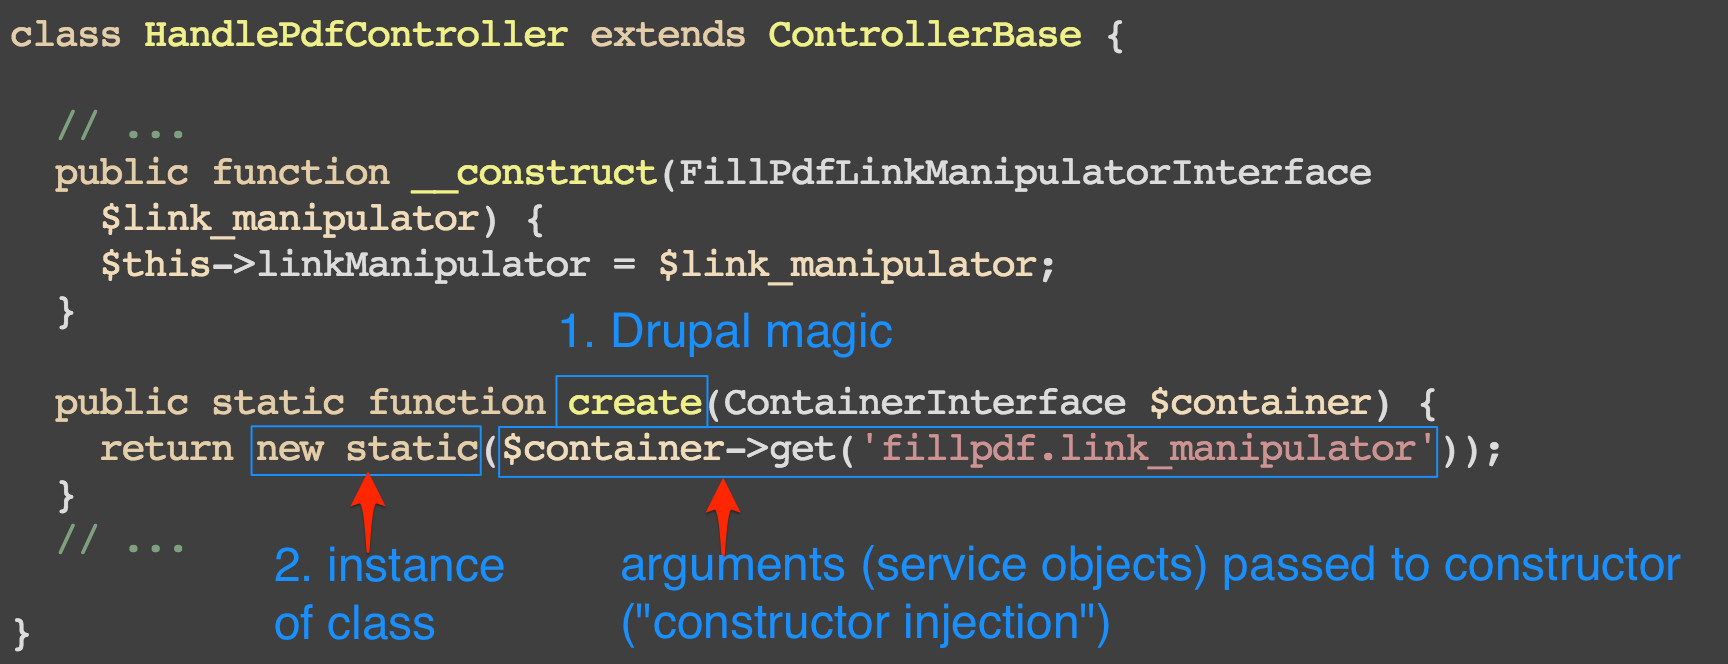 class HandlePdfController extends ControllerBase {
// ...
public function __construct(FillPdfLinkManipulatorInterface
$link_manipulator) {
$this->linkManipulator = $link_manipulator;
}
1. Drupal magic
public static function create(ContainerInterface $container) {
return new static($container->get('fillpdf.link_manipulator'));
}
// ...
2. instance
of class
arguments (service objects) passed to constructor
("constructor injection")
}